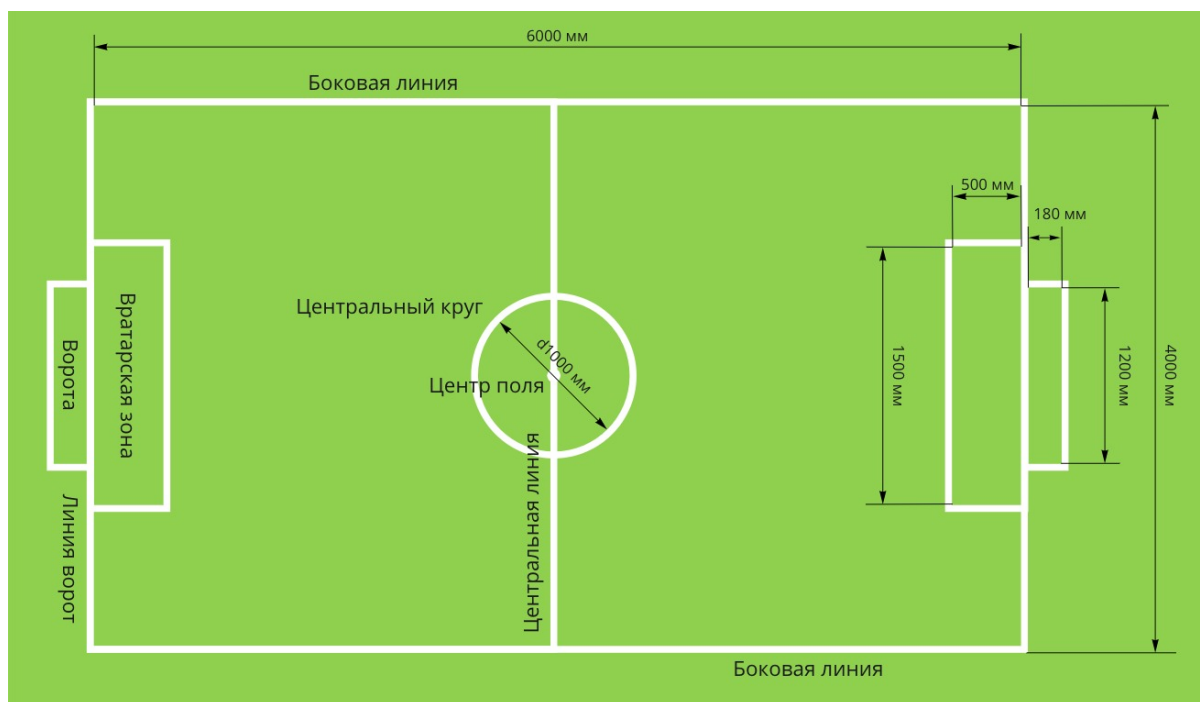 6000 мм
Боковая линия
500 мм
180 мм
Центральный круг
d1000 мм
Центр поля
Вратарская зона
Ворота
Линия ворот
Центральная линия
1500 мм
1200 мм
4000 мм
Боковая линия